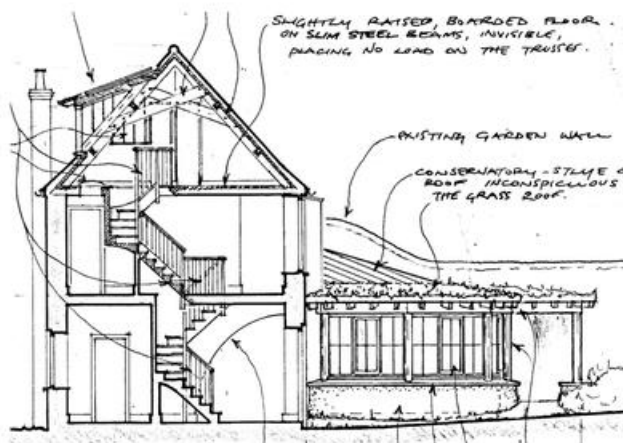 SLIGHTLY RAISED, BOARDED FLOOR.
ON SLIM STEEL BEAMS, INVISIBLE,
PLACING NO LOAD ON THE TRUSSES.
EXISTING GARDEN WALL
CONSERVATORY-STYLE
ROOF INCONSPICUOUS
THE GRASS ROOF.